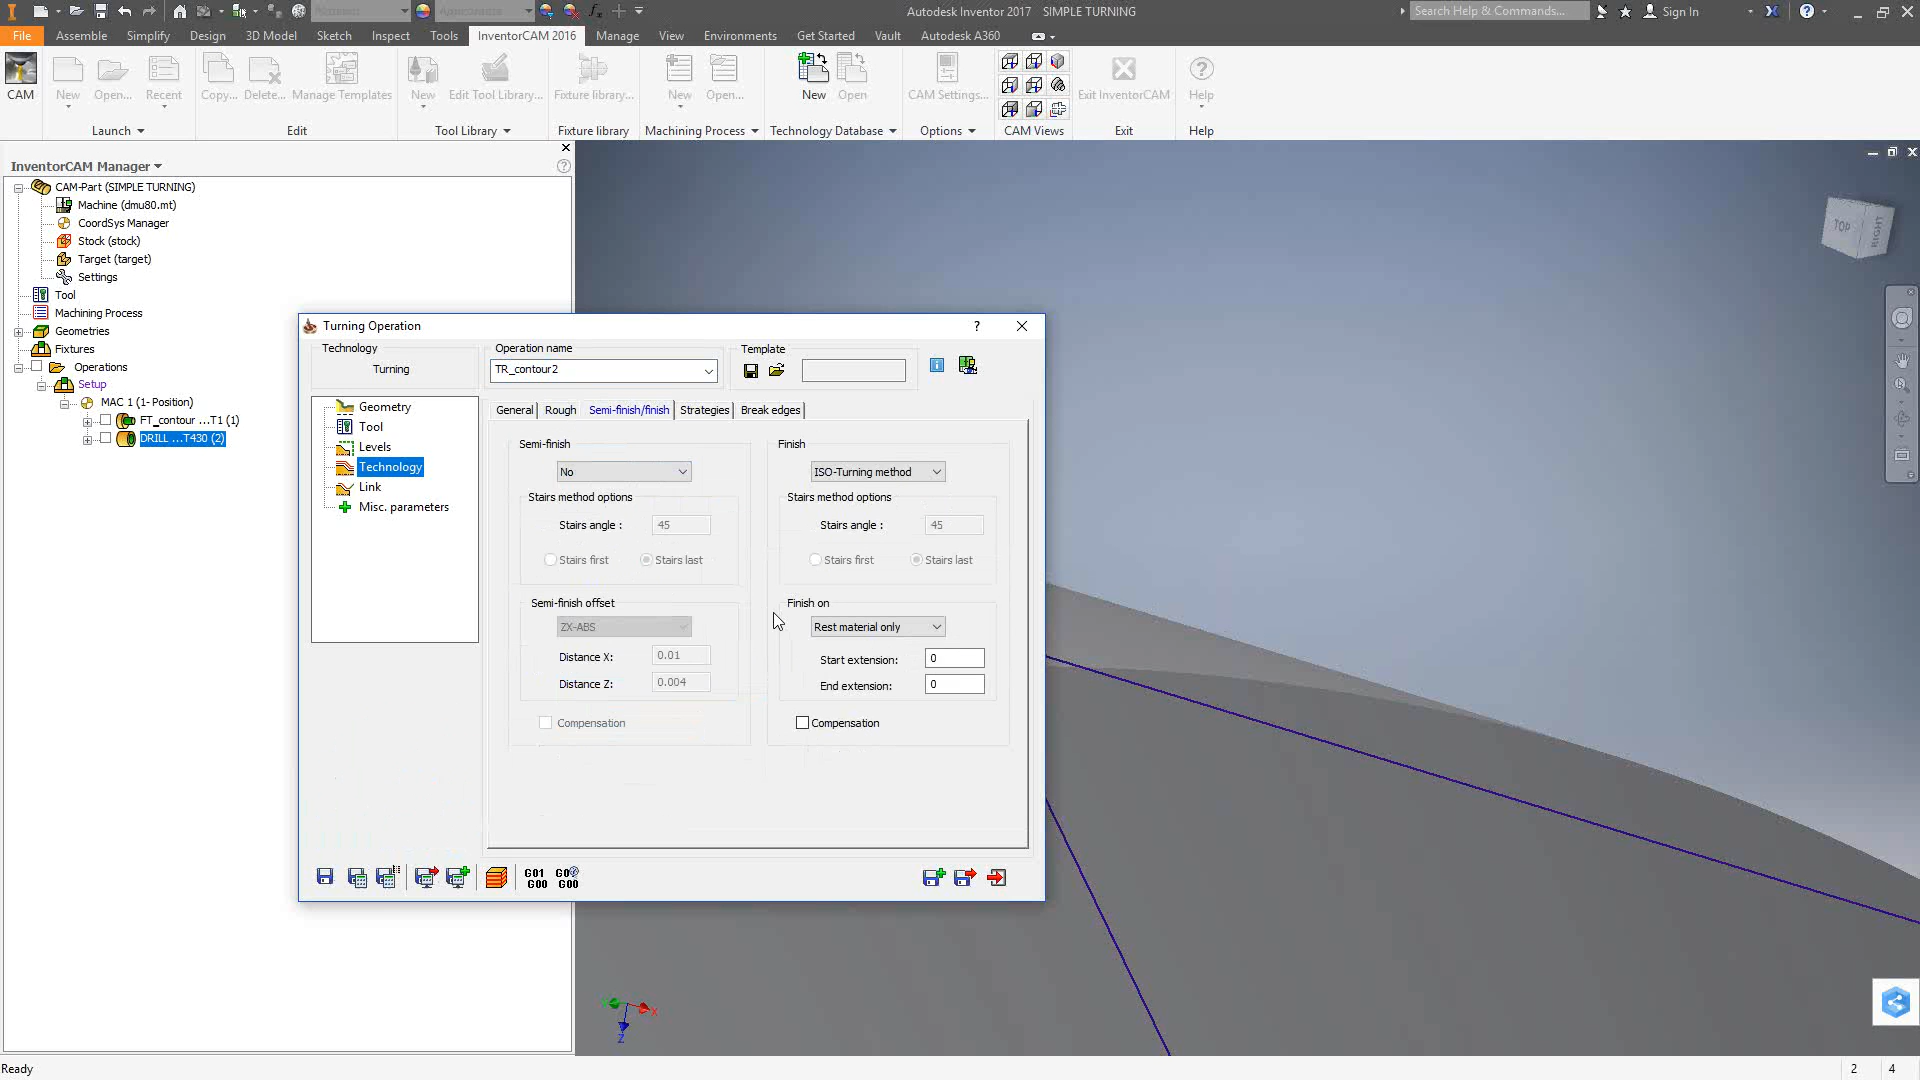 Autodesk Inventor 2017 SIMPLE TURNING
Search Help & Commands...
Sign In
File Assemble Simplify Design 3D Model Sketch Inspect Tools InventorCAM 2016 Manage View Environments Get Started Vault Autodesk A360
CAM New Open... Recent Copy... Delete... Manage Templates New Edit Tool Library... Fixture library... New Open... New Open CAM Settings... Exit InventorCAM Help
Launch Edit Tool Library Fixture library Machining Process Technology Database Options CAM Views Exit Help
InventorCAM Manager
CAM-Part (SIMPLE TURNING)
Machine (dmu80.mt)
CoordSys Manager
Stock (stock)
Target (target)
Settings
Tool
Machining Process
Geometries
Fixtures
Operations
Setup
MAC 1 (1- Position)
FT_contour ...T1 (1)
DRILL ...T430 (2)
Turning Operation
Technology
Turning
Operation name
TR_contour2
Template
Geometry
Tool
Levels
Technology
Link
Misc. parameters
General Rough Semi-finish/finish Strategies Break edges
Semi-finish
No
Stairs method options
Stairs angle : 45
Stairs first Stairs last
Semi-finish offset
ZX-ABS
Distance X: 0.01
Distance Z: 0.004
Compensation
Finish
ISO-Turning method
Stairs method options
Stairs angle : 45
Stairs first Stairs last
Finish on
Rest material only
Start extension: 0
End extension: 0
Compensation
G01
G00
G00
TOP RIGHT
X
Z
Ready
2 4